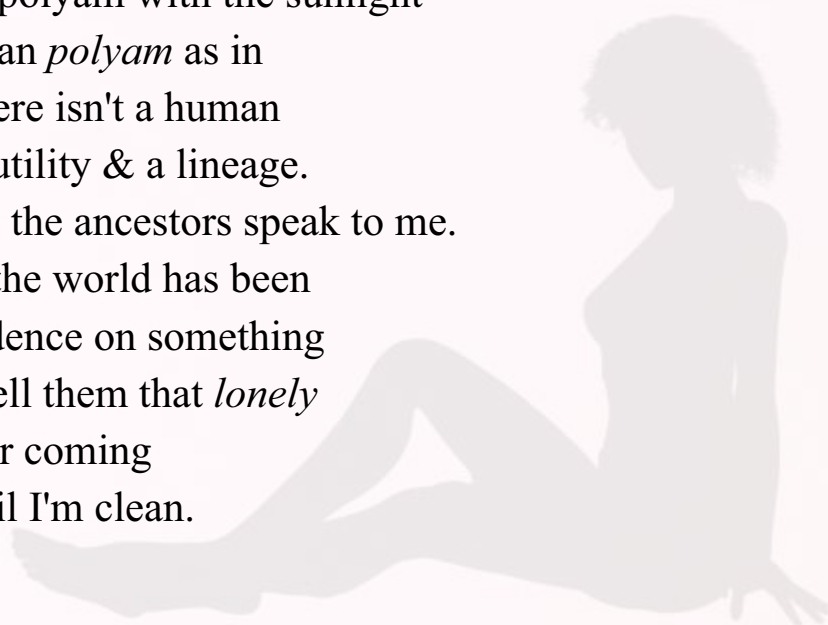 polyam with the sunlight
an polyam as in
ere isn't a human
utility & a lineage.
the ancestors speak to me.
the world has been
dence on something
ell them that lonely
r coming
il I'm clean.